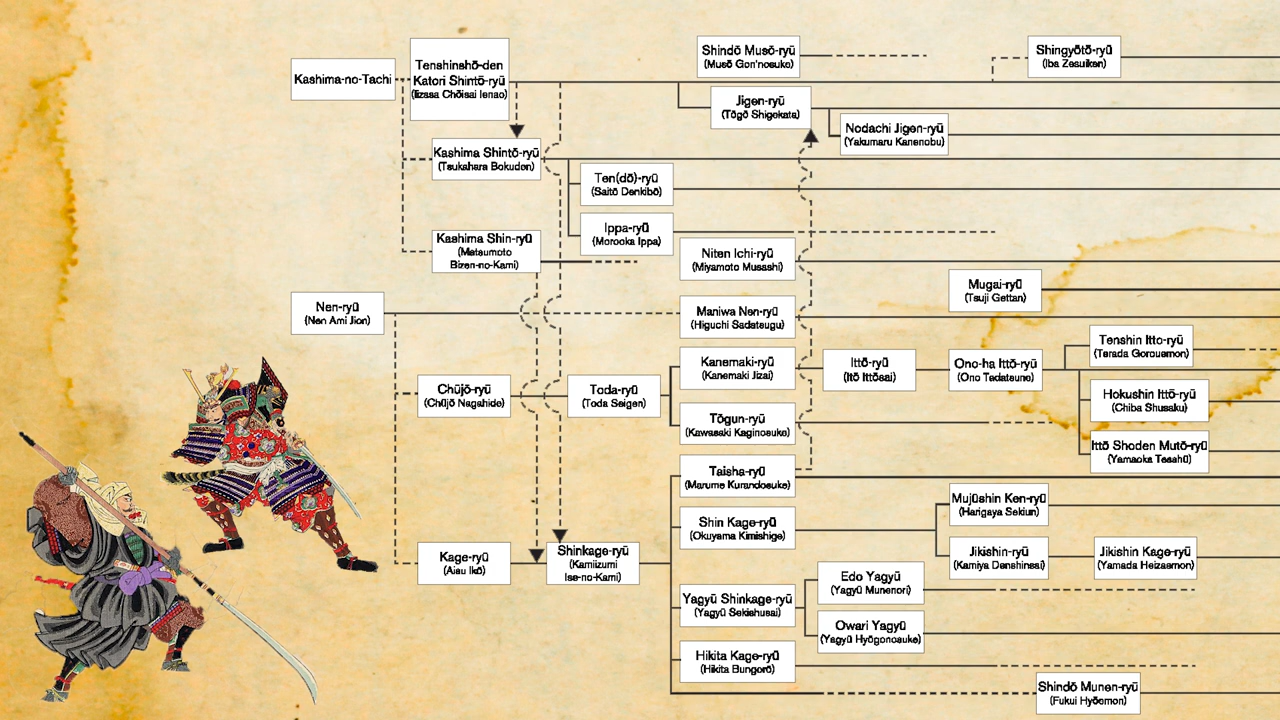 Kashima-no-Tachi
Tenshinshō-den
Katori Shintō-ryū
(Iizasa Chōisai Ienao)
Kashima Shintō-ryū
(Tsukahara Bokuden)
Kashima Shin-ryū
(Matsumoto
Bizen-no-Kami)
Nen-ryū
(Nen Ami Jion)
Chūjō-ryū
(Chūjō Nagahide)
Kage-ryū
(Aisu Ikō)
Toda-ryū
(Toda Seigen)
Shinkage-ryū
(Kamiizumi
Ise-no-Kami)
Ten(dō)-ryū
(Saitō Denkibō)
Ippa-ryū
(Morooka Ippa)
Shindō Musō-ryū
(Musō Gon'nosuke)
Jigen-ryū
(Tōgō Shigekata)
Nodachi Jigen-ryū
(Yakumaru Kanenobu)
Shingyōtō-ryū
(Iba Zesuiken)
Niten Ichi-ryū
(Miyamoto Musashi)
Maniwa Nen-ryū
(Higuchi Sadatsugu)
Kanemaki-ryū
(Kanemaki Jizai)
Tōgun-ryū
(Kawasaki Kaginosuke)
Taisha-ryū
(Marume Kurandosuke)
Shin Kage-ryū
(Okuyama Kimishige)
Yagyū Shinkage-ryū
(Yagyū Sekishusai)
Hikita Kage-ryū
(Hikita Bungorō)
Ittō-ryū
(Itō Ittōsai)
Edo Yagyū
(Yagyū Munenori)
Owari Yagyū
(Yagyū Hyōgonosuke)
Mugai-ryū
(Tsuji Gettan)
Ono-ha Ittō-ryū
(Ono Tadatsune)
Tenshin Itto-ryū
(Terada Gorouemon)
Hokushin Ittō-ryū
(Chiba Shusaku)
Ittō Shoden Mutō-ryū
(Yamaoka Tesshū)
Mujūshin Ken-ryū
(Harigaya Sekiun)
Jikishin-ryū
(Kamiya Denshinsai)
Jikishin Kage-ryū
(Yamada Heizaemon)
Shindō Munen-ryū
(Fukui Hyōemon)